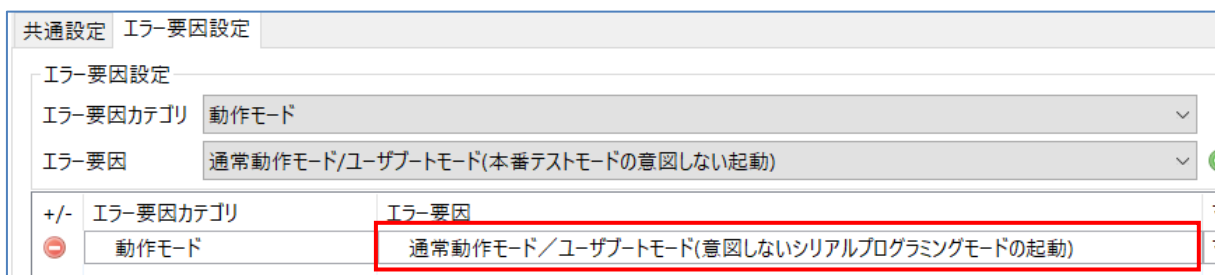 共通設定 エラー要因設定
エラー要因設定
エラー要因カテゴリ 動作モード
エラー要因 通常動作モード/ユーザブートモード(本番テストモードの意図しない起動)
+/- エラー要因カテゴリ エラー要因
動作モード 通常動作モード／ユーザブートモード(意図しないシリアルプログラミングモードの起動)